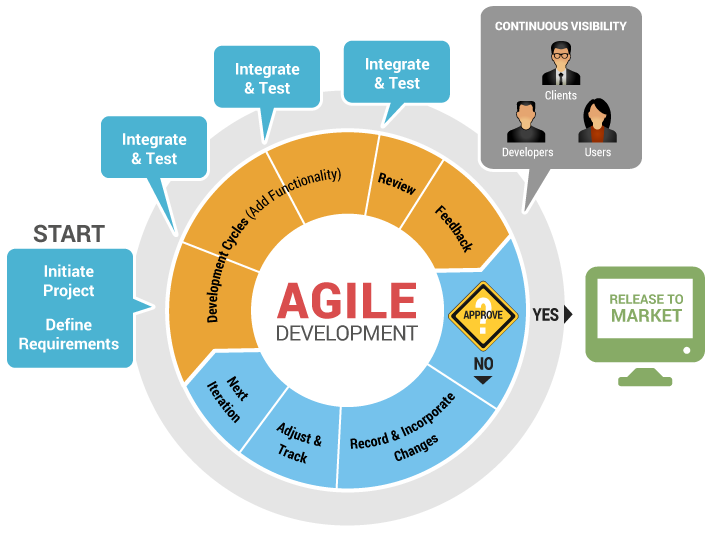 CONTINUOUS VISIBILITY
Clients
Developers
Users
Integrate
& Test
Integrate
& Test
Integrate
& Test
START
Initiate
Project
Define
Requirements
Development Cycles (Add Functionality)
Review
Feedback
?
APPROVE
YES
NO
RELEASE TO
MARKET
Record & Incorporate
Changes
Adjust &
Track
Next
Iteration
AGILE
DEVELOPMENT